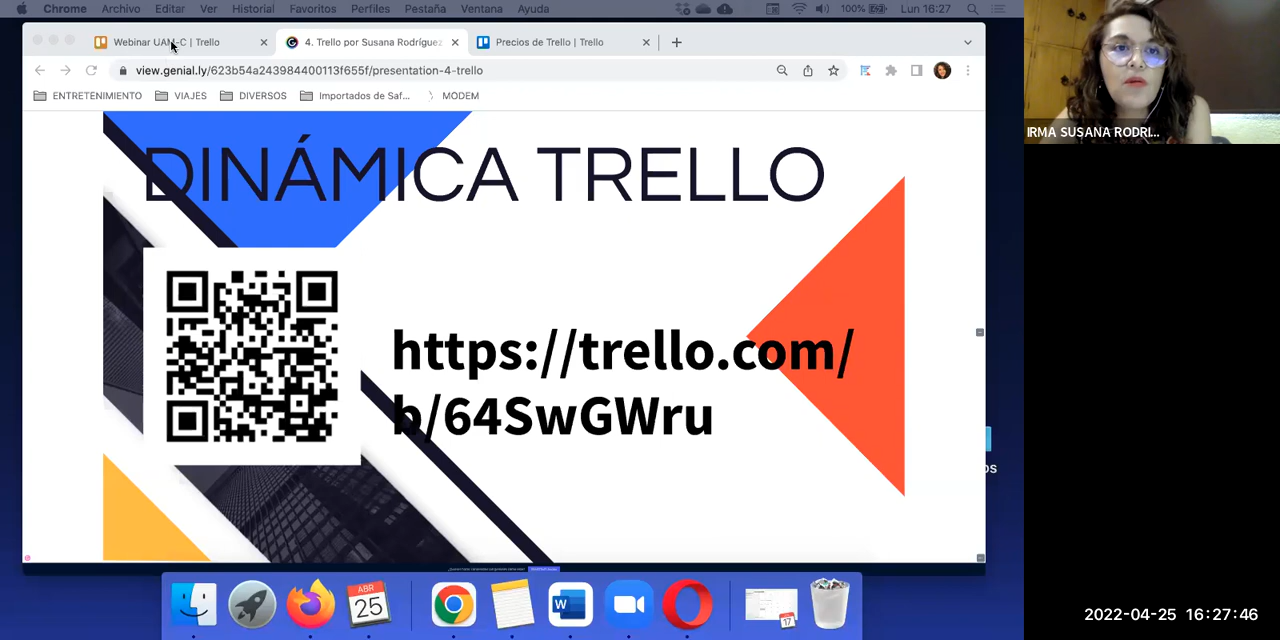 Chrome Archivo Editar Ver Historial Favoritos Perfiles Pestaña Ventana Ayuda 100% Lun 16:27
Webinar UAM-C | Trello
4. Trello por Susana Rodríguez
Precios de Trello | Trello
view.genial.ly/623b54a243984400113f655f/presentation-4-trello
ENTRETENIMIENTO VIAJES DIVERSOS Importados de Saf... MODEM
DINÁMICA TRELLO
https://trello.com/
b/64SwGWru
os
ABR
25
W
17
IRMA SUSANA RODRI...
2022-04-25 16:27:46